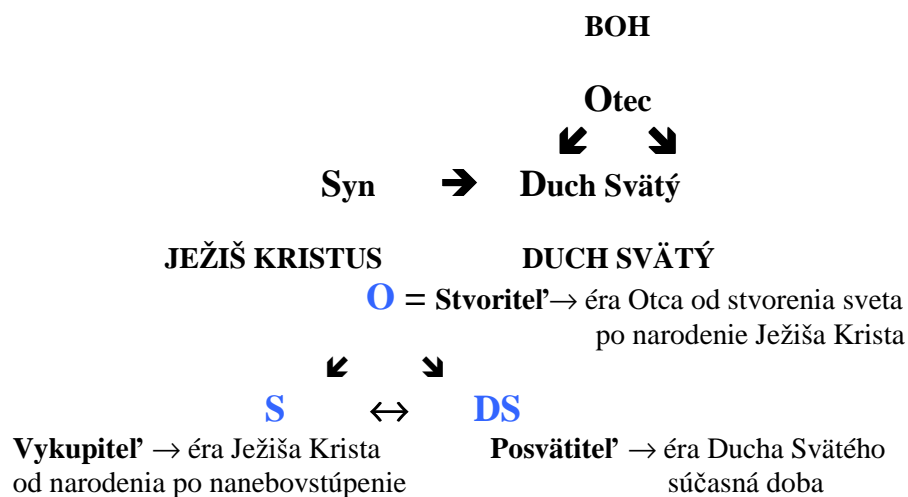 BOH
Otec
Syn → Duch Svätý
JEŽIŠ KRISTUS DUCH SVÄTÝ
O = Stvoriteľ→ éra Otca od stvorenia sveta
po narodenie Ježiša Krista
S ↔ DS
Vykupiteľ → éra Ježiša Krista Posvätiteľ → éra Ducha Svätého
od narodenia po nanebovstúpenie súčasná doba